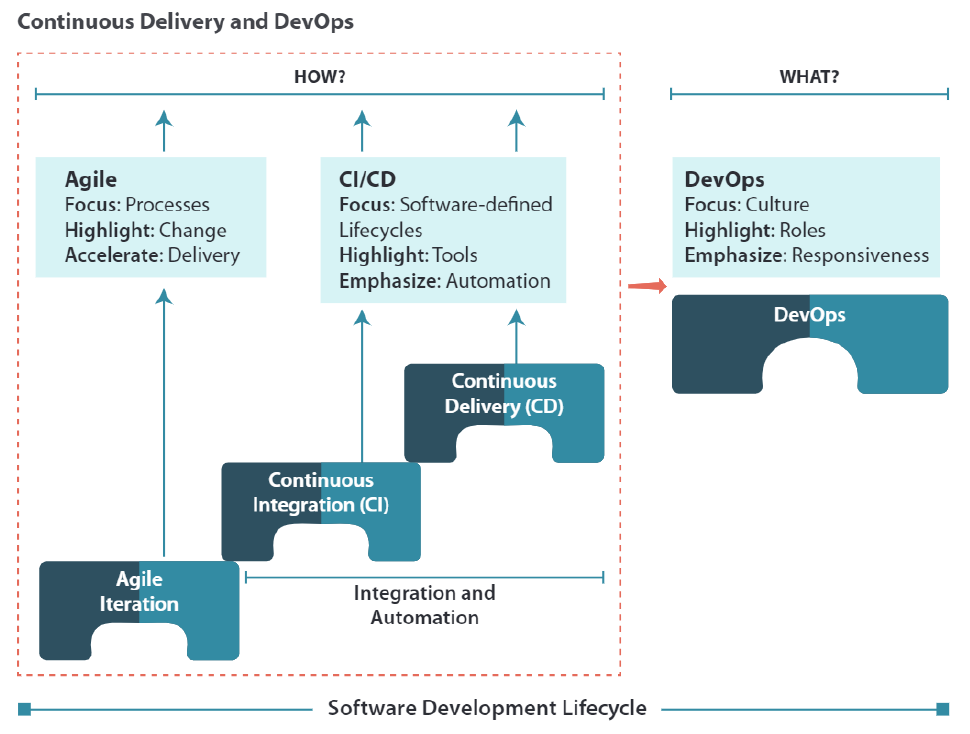 Continuous Delivery and DevOps
HOW?
WHAT?
Agile
Focus: Processes
Highlight: Change
Accelerate: Delivery
CI/CD
Focus: Software-defined
Lifecycles
Highlight: Tools
Emphasize: Automation
DevOps
Focus: Culture
Highlight: Roles
Emphasize: Responsiveness
DevOps
Continuous
Delivery (CD)
Continuous
Integration (CI)
Agile
Iteration
Integration and
Automation
Software Development Lifecycle